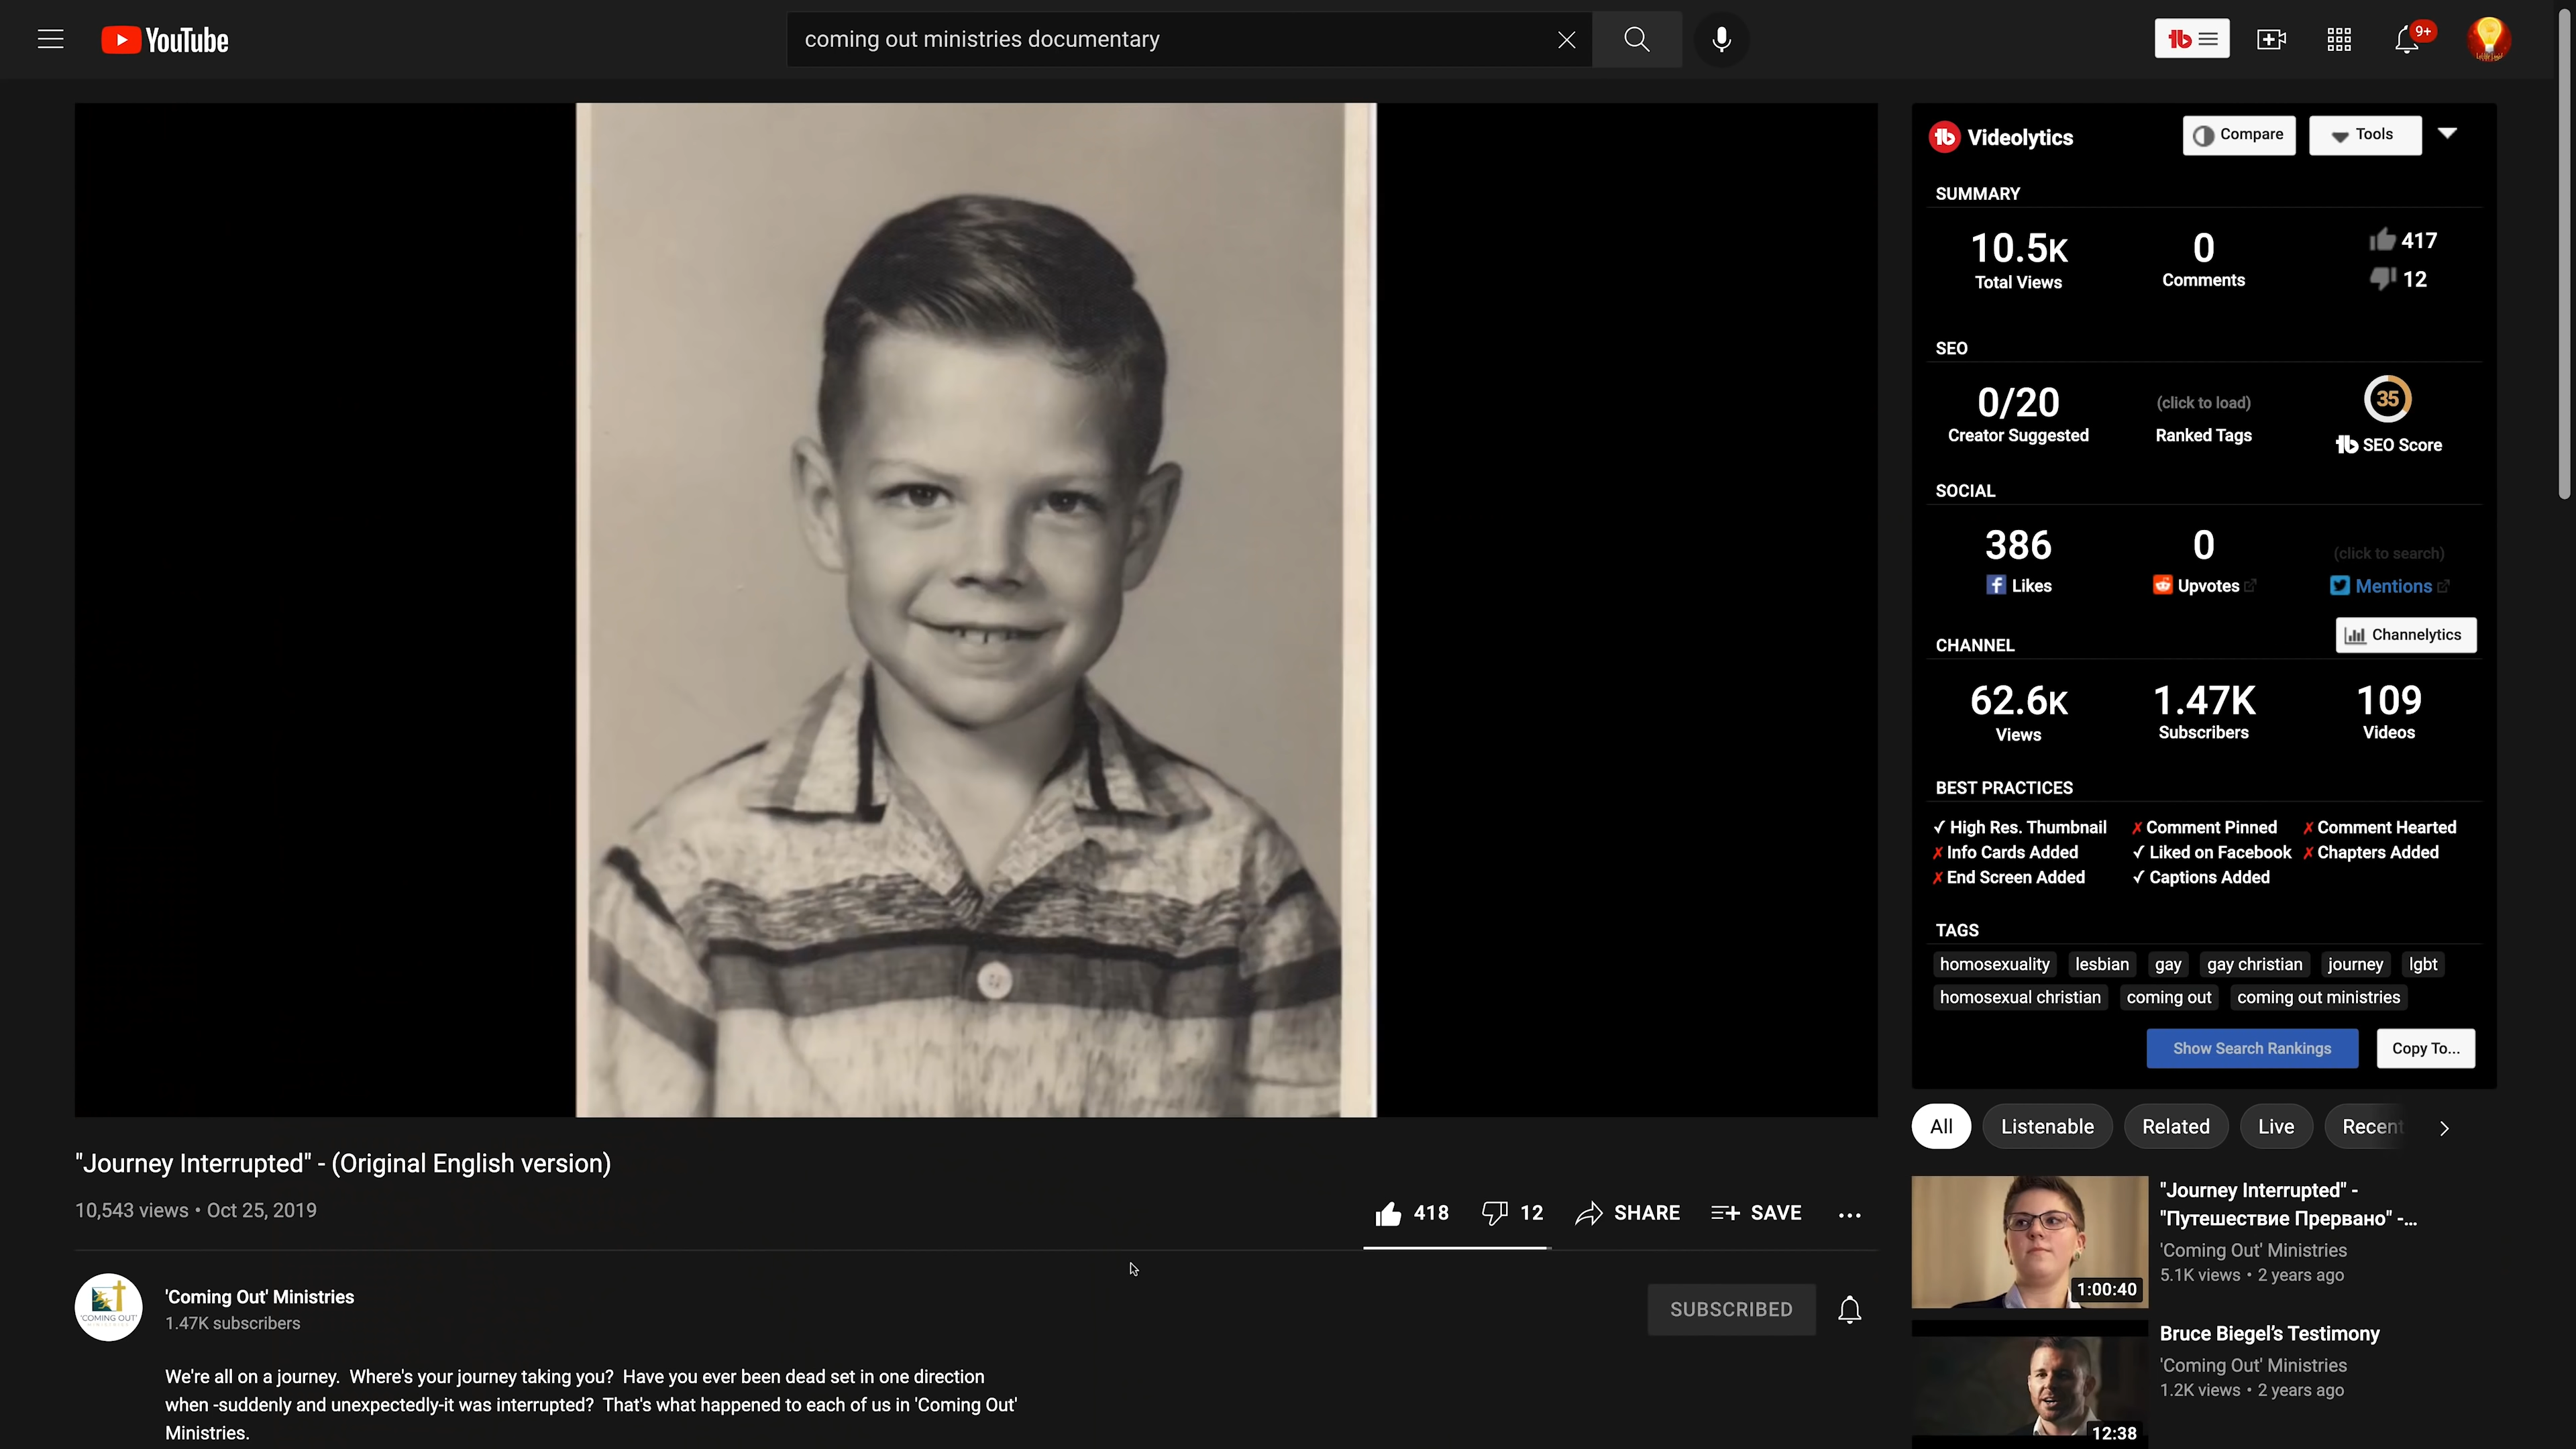 YouTube
coming out ministries documentary
9+
Videolytics
Compare
Tools
SUMMARY
10.5K
Total Views
0
Comments
417
12
SEO
0/20
Creator Suggested
(click to load)
Ranked Tags
35
SEO Score
SOCIAL
386
Likes
0
Upvotes
(click to search)
Mentions
Channelytics
CHANNEL
62.6K
Views
1.47K
Subscribers
109
Videos
BEST PRACTICES
✓ High Res. Thumbnail ✗ Comment Pinned ✗ Comment Hearted
✗ Info Cards Added ✓ Liked on Facebook ✗ Chapters Added
✗ End Screen Added ✓ Captions Added
TAGS
homosexuality lesbian gay gay christian journey lgbt
homosexual christian coming out coming out ministries
Show Search Rankings Copy To...
All Listenable Related Live Recent
"Journey Interrupted" - (Original English version)
10,543 views • Oct 25, 2019
418 12 SHARE SAVE
'COMING OUT'
'Coming Out' Ministries
1.47K subscribers
SUBSCRIBED
We're all on a journey. Where's your journey taking you? Have you ever been dead set in one direction
when -suddenly and unexpectedly-it was interrupted? That's what happened to each of us in 'Coming Out'
Ministries.
"Journey Interrupted" -
"Путешествие Прервано" -...
'Coming Out' Ministries
5.1K views • 2 years ago
1:00:40
Bruce Biegel's Testimony
'Coming Out' Ministries
1.2K views • 2 years ago
12:38